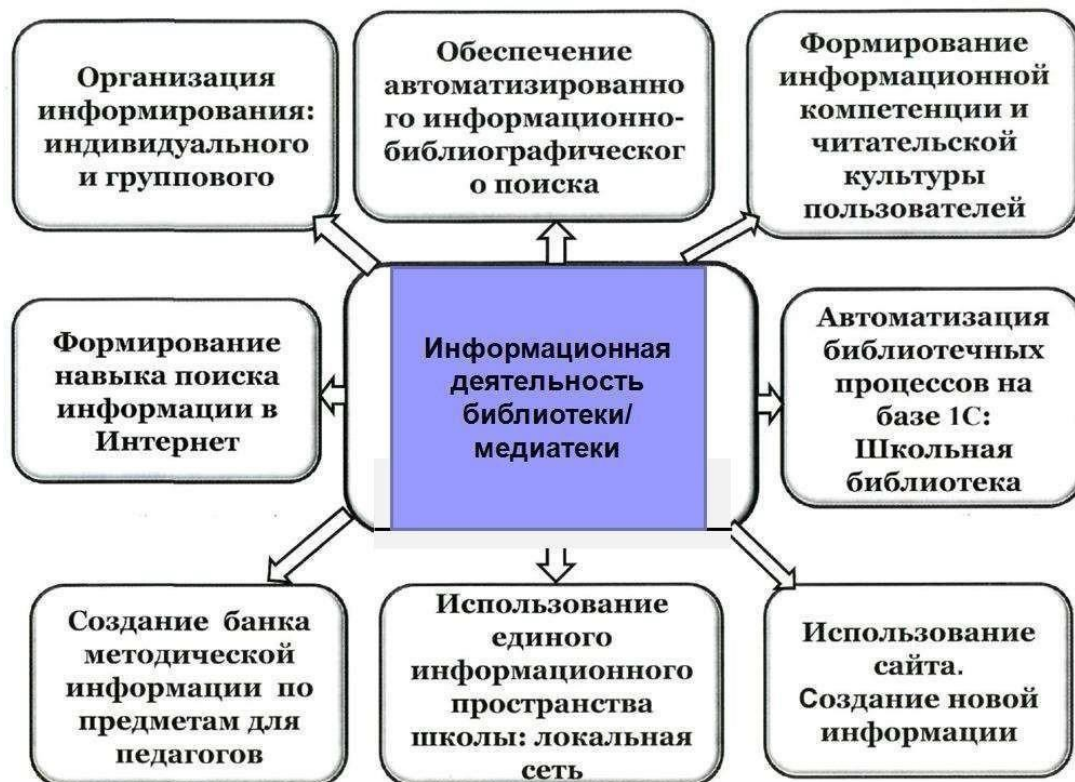 Организация
информирования:
индивидуального
и группового
Обеспечение
автоматизированно
го информационно-
библиографическог
о поиска
Формирование
информационной
компетенции и
читательской
культуры
пользователей
Формирование
навыка поиска
информации в
Интернет
Информационная
деятельность
библиотеки/
медиатеки
Автоматизация
библиотечных
процессов на
базе 1С:
Школьная
библиотека
Создание банка
методической
информации по
предметам для
педагогов
Использование
единого
информационного
пространства
школы: локальная
сеть
Использование
сайта.
Создание новой
информации